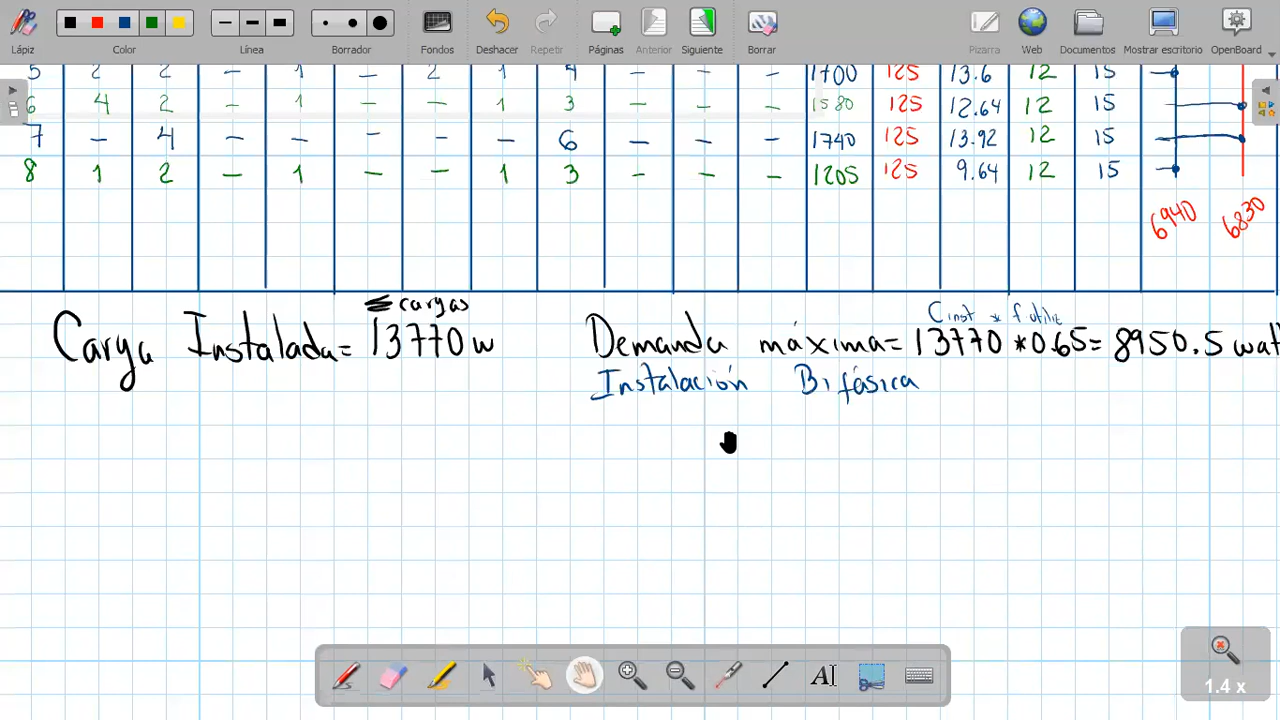 Lápiz Color Línea Borrador Fondos Deshacer Repetir Páginas Anterior Siguiente Borrar Pizarra Web Documentos Mostrar escritorio OpenBoard
5 2 2 - 1 - 2 1 4 - - - 1700 125 13.6 12 15
6 4 2 - 1 - - 1 3 - - - 1580 125 12.64 12 15
7 - 4 - - - - - 6 - - - 1740 125 13.92 12 15
8 1 2 - 1 - - 1 3 - - - 1205 125 9.64 12 15
6940 6830
cargas
C inst * f utiliz
Carga Instalada= 13770 w
Demanda máxima= 13770 *0.65= 8950.5 wat
Instalación Bifásica
1.4 x